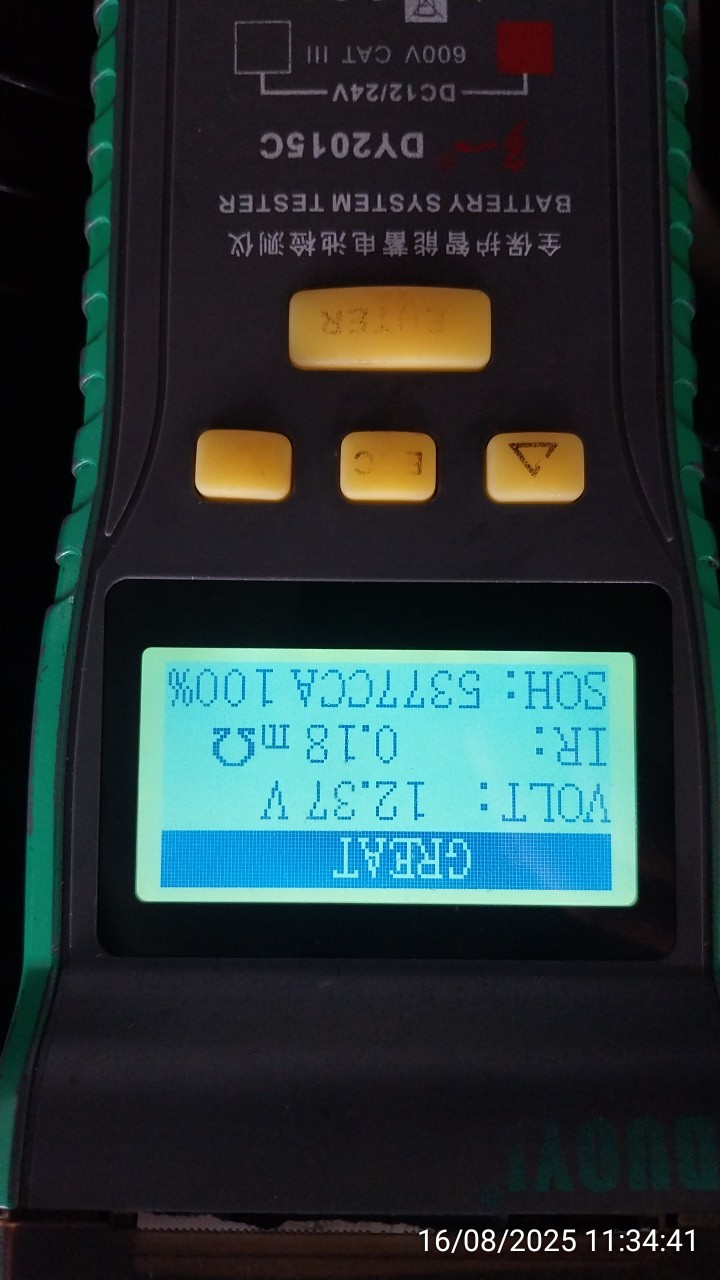 DUOYI®
GREAT
VOLT: 12.37 V
IR: 0.18 mΩ
SOH: 5377CCA 100%
ENTER
全保护智能蓄电池检测仪
BATTERY SYSTEM TESTER
DY2015C
DC12/24V
600V CAT III
16/08/2025 11:34:41